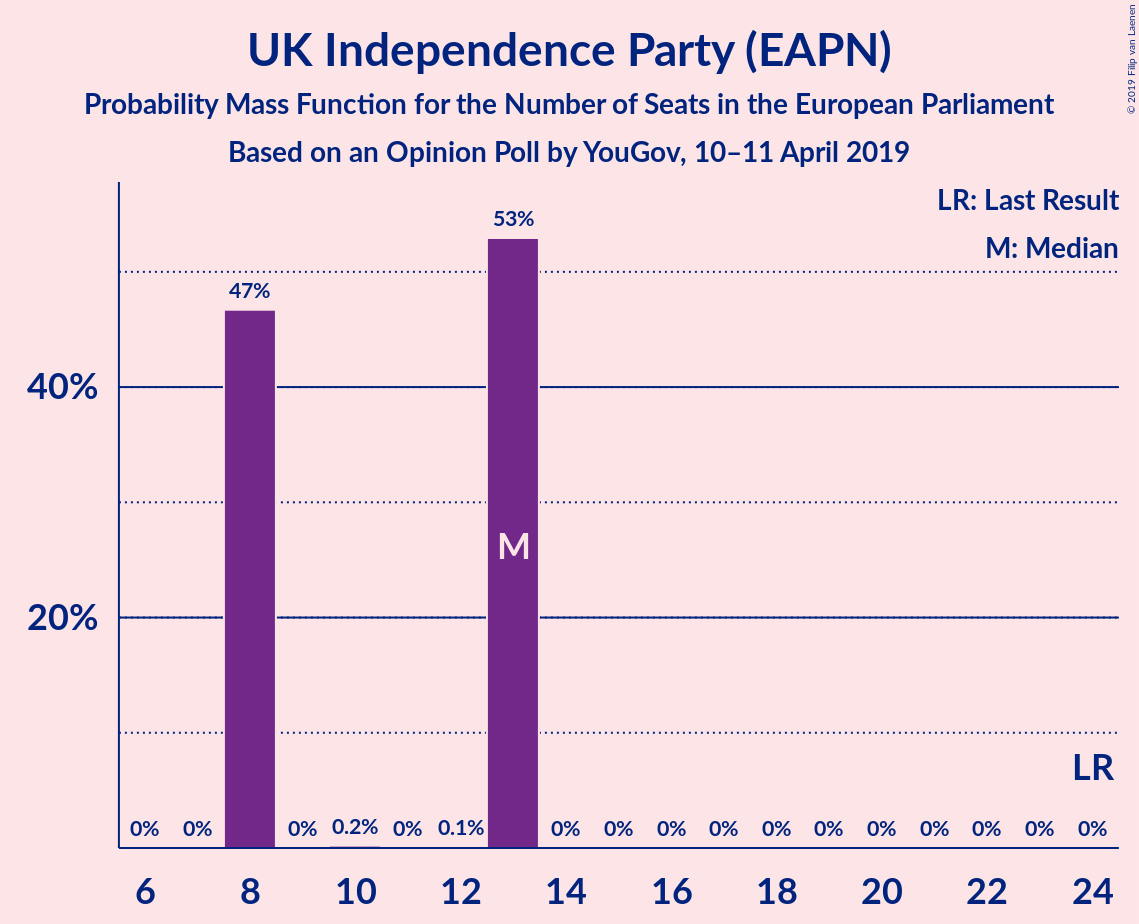 UK Independence Party (EAPN)
Probability Mass Function for the Number of Seats in the European Parliament
Based on an Opinion Poll by YouGov, 10–11 April 2019
© 2019 Filip van Laenen
LR: Last Result
M: Median
53%
47%
40%
M
20%
LR
0% 0% 0% 0.2% 0% 0.1% 0% 0% 0% 0% 0% 0% 0% 0% 0% 0% 0%
6 8 10 12 14 16 18 20 22 24